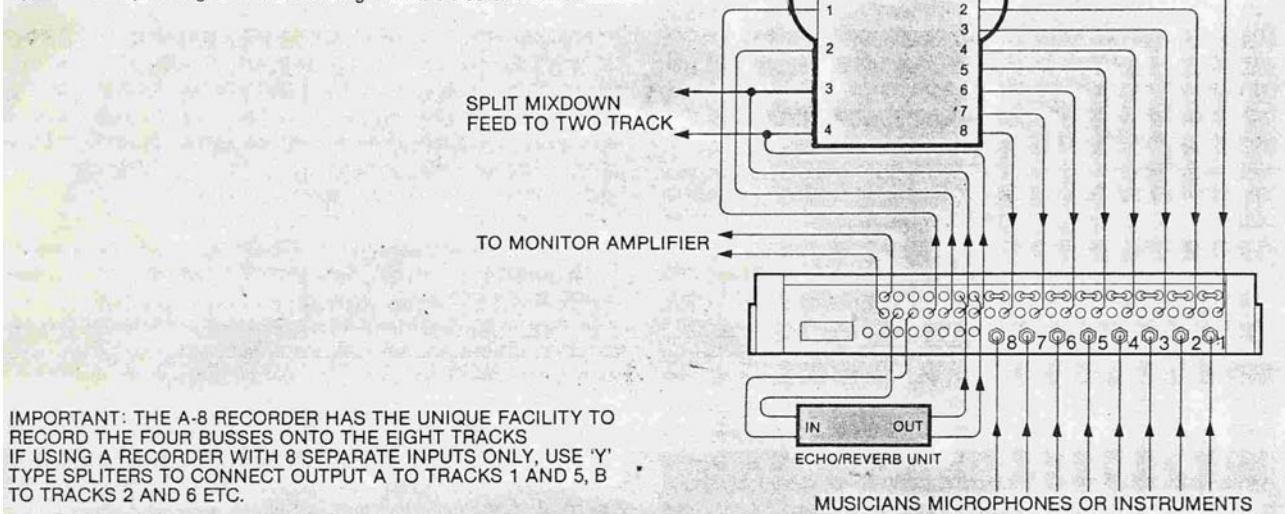 1
2
3
4
2
3
4
5
6
7
8
SPLIT MIXDOWN
FEED TO TWO TRACK
TO MONITOR AMPLIFIER
8 7 6 5 4 3 2 1
IN OUT
ECHO/REVERB UNIT
IMPORTANT: THE A-8 RECORDER HAS THE UNIQUE FACILITY TO
RECORD THE FOUR BUSSES ONTO THE EIGHT TRACKS
IF USING A RECORDER WITH 8 SEPARATE INPUTS ONLY, USE 'Y'
TYPE SPLITERS TO CONNECT OUTPUT A TO TRACKS 1 AND 5, B
TO TRACKS 2 AND 6 ETC.
MUSICIANS MICROPHONES OR INSTRUMENTS